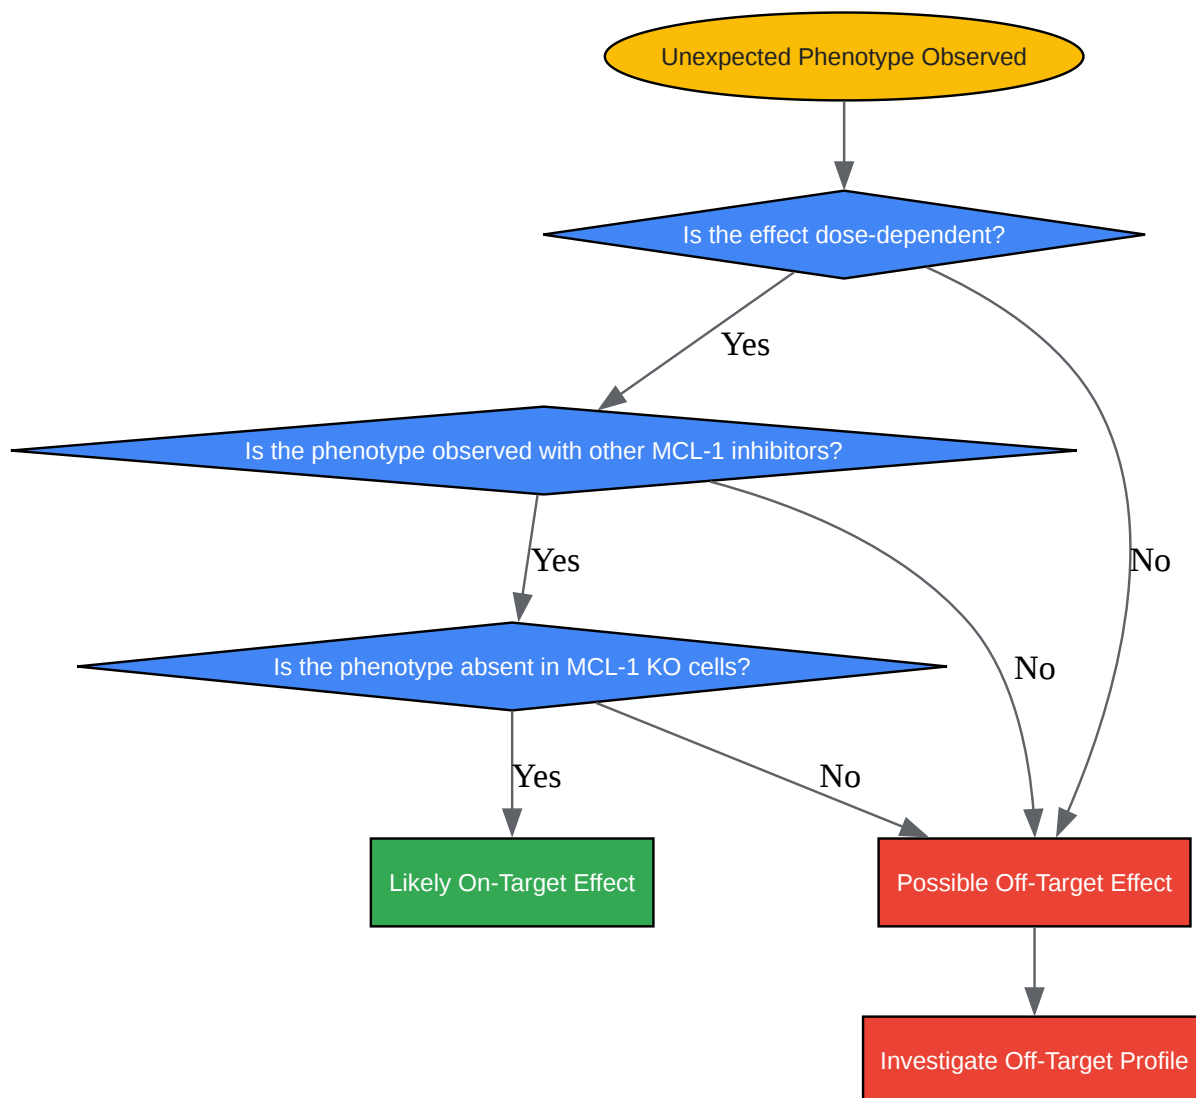 Unexpected Phenotype Observed
Is the effect dose-dependent?
Yes
Is the phenotype observed with other MCL-1 inhibitors?
Yes
No
Is the phenotype absent in MCL-1 KO cells?
No
Yes
No
Likely On-Target Effect
Possible Off-Target Effect
Investigate Off-Target Profile